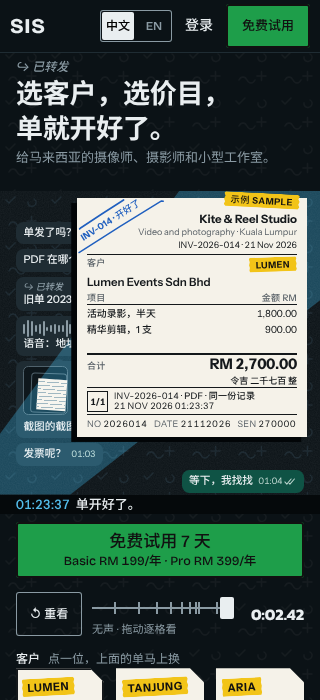 SIS
中文
EN
登录
免费试用
↪ 已转发
选客户，选价目，
单就开好了。
给马来西亚的摄像师、摄影师和小型工作室。
单发了吗?
PDF 在哪
↪ 已转发
旧单 2023
语音：地
截图的截图
发票呢? 01:03
INV-014 · 开好了
示例 SAMPLE
Kite & Reel Studio
Video and photography · Kuala Lumpur
INV-2026-014 · 21 Nov 2026
客户
LUMEN
Lumen Events Sdn Bhd
项目 金额 RM
活动录影，半天 1,800.00
精华剪辑，1 支 900.00
合计 RM 2,700.00
令吉 二千七百 整
1/1
INV-2026-014 · PDF · 同一份记录
21 NOV 2026 01:23:37
NO 2026014 DATE 21112026 SEN 270000
等下，我找找 01:04
01:23:37 单开好了。
免费试用 7 天
Basic RM 199/年 · Pro RM 399/年
↺ 重看
0:02.42
无声 · 拖动逐格看
客户 点一位，上面的单马上换
LUMEN
TANJUNG
ARIA